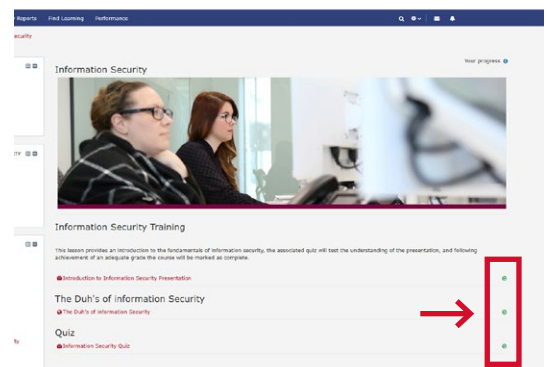 Reports Find Learning Performance
ecurity
Your progress
Information Security
Information Security Training
This lesson provides an introduction to the fundamentals of information security, the associated quiz will test the understanding of the presentation, and following
achievement of an adequate grade the course will be marked as complete.
Introduction to Information Security Presentation
The Duh's of information Security
The Duh's of information Security
Quiz
Information Security Quiz